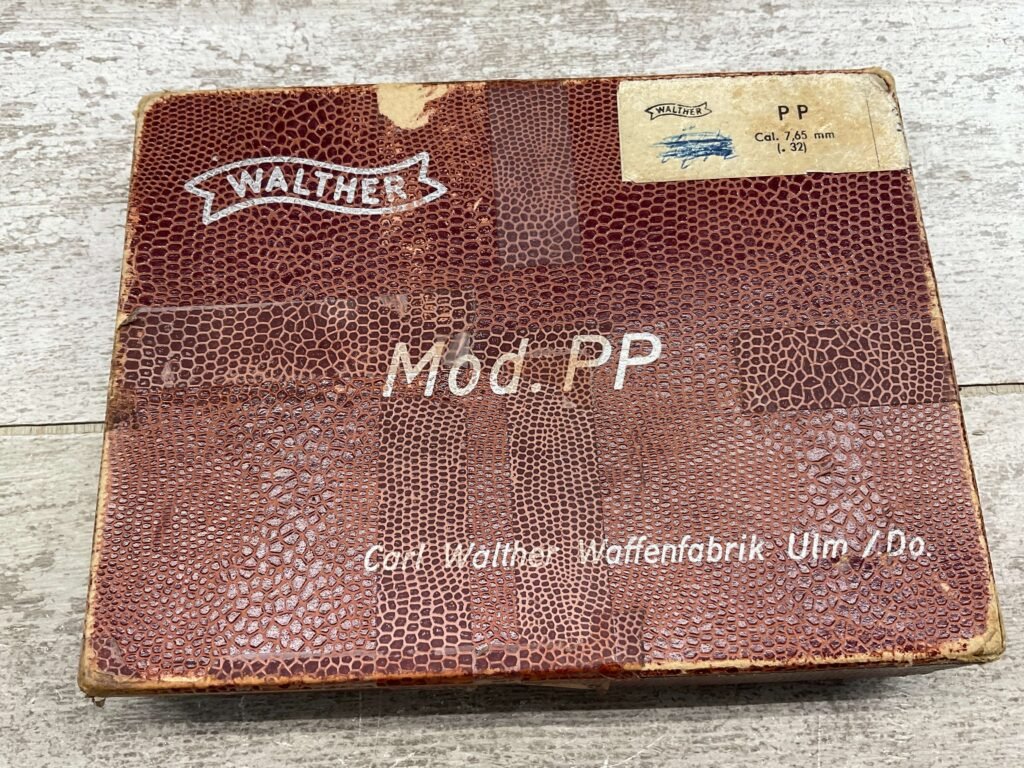 WALTHER
PP
Cal. 7,65 mm
(. 32)
WALTHER
Mod. PP
Carl Walther Waffenfabrik Ulm / Do.